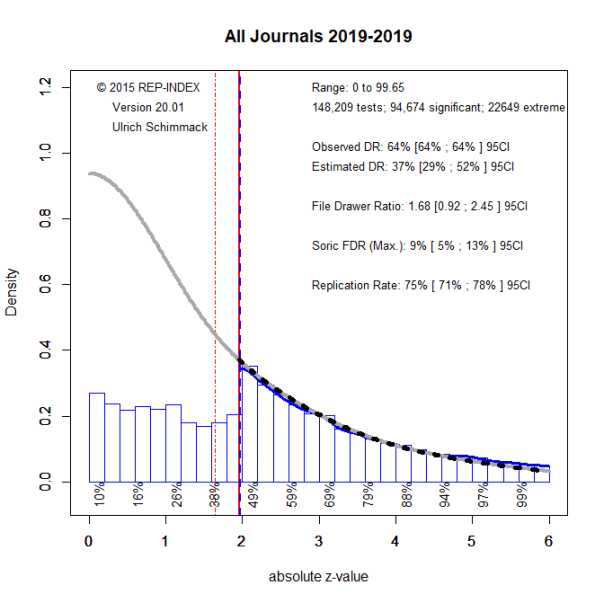 All Journals 2019-2019
© 2015 REP-INDEX
Version 20.01
Ulrich Schimmack
Range: 0 to 99.65
148,209 tests; 94,674 significant; 22649 extreme
Observed DR: 64% [64% ; 64% ] 95CI
Estimated DR: 37% [29% ; 52% ] 95CI
File Drawer Ratio: 1.68 [0.92 ; 2.45 ] 95CI
Soric FDR (Max.): 9% [ 5% ; 13% ] 95CI
Replication Rate: 75% [ 71% ; 78% ] 95CI
Density
1.2
1.0
0.8
0.6
0.4
0.2
0.0
10% 16% 26% 38% 49% 59% 69% 79% 88% 94% 97% 99%
0 1 2 3 4 5 6
absolute z-value